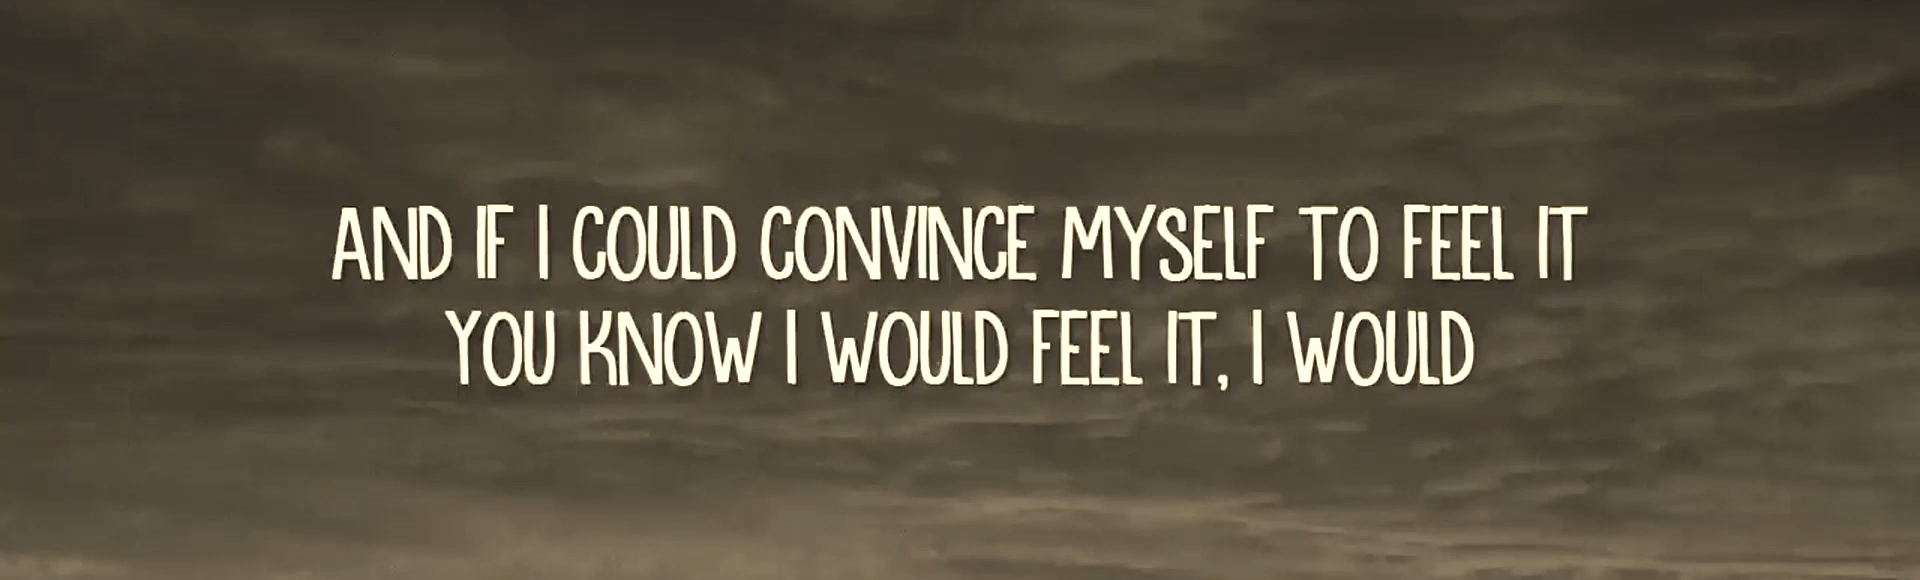 AND IF I COULD CONVINCE MYSELF TO FEEL IT
YOU KNOW I WOULD FEEL IT, I WOULD